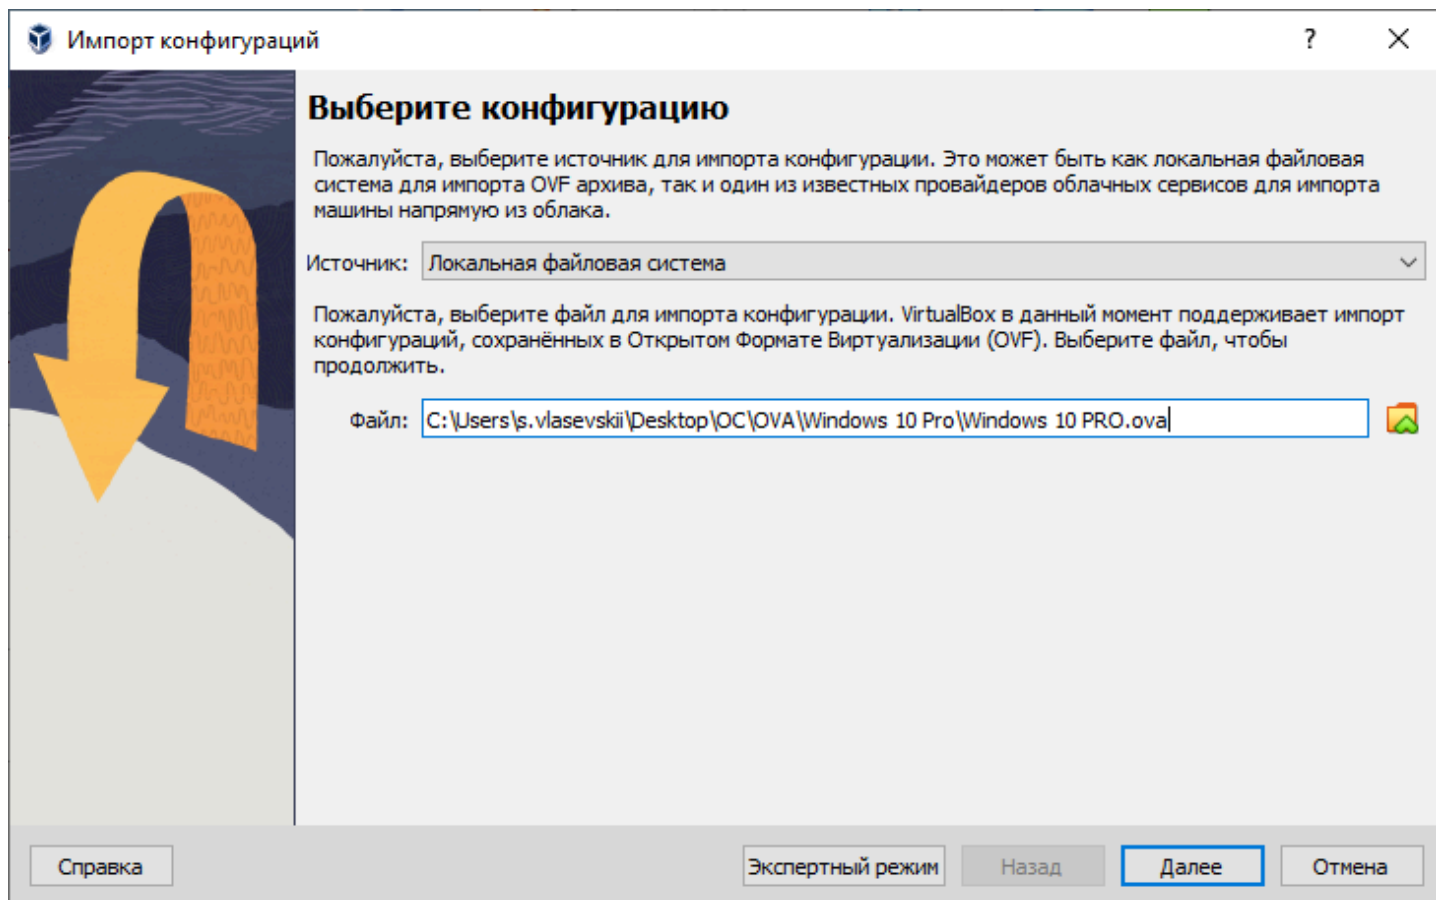 Импорт конфигураций
?
Выберите конфигурацию
Пожалуйста, выберите источник для импорта конфигурации. Это может быть как локальная файловая
система для импорта OVF архива, так и один из известных провайдеров облачных сервисов для импорта
машины напрямую из облака.
Источник: Локальная файловая система
Пожалуйста, выберите файл для импорта конфигурации. VirtualBox в данный момент поддерживает импорт
конфигураций, сохранённых в Открытом Формате Виртуализации (OVF). Выберите файл, чтобы
продолжить.
Файл: C:\Users\s.vlasevskii\Desktop\ОС\OVA\Windows 10 Pro\Windows 10 PRO.ova
Справка Экспертный режим Назад Далее Отмена